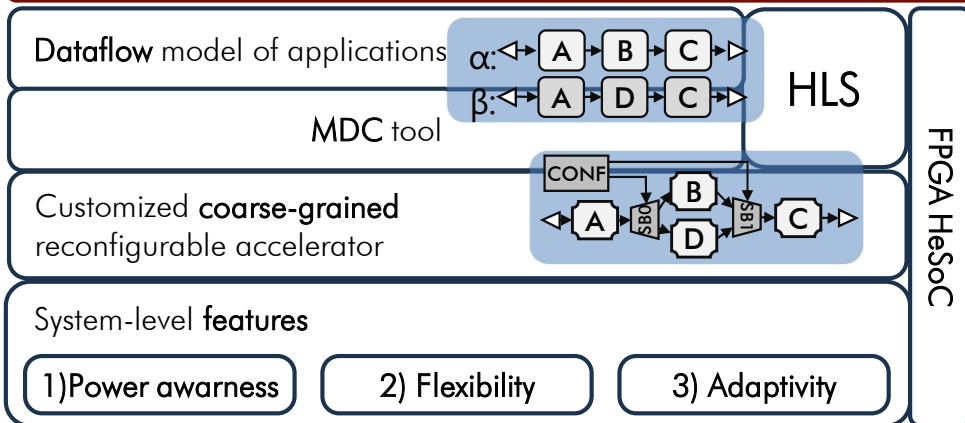 Dataflow model of applications
α: A B C
β: A D C
HLS
MDC tool
CONF
Customized coarse-grained
reconfigurable accelerator
A SB0 B D SB1 C
System-level features
1)Power awarness
2) Flexibility
3) Adaptivity
FPGA HeSoC